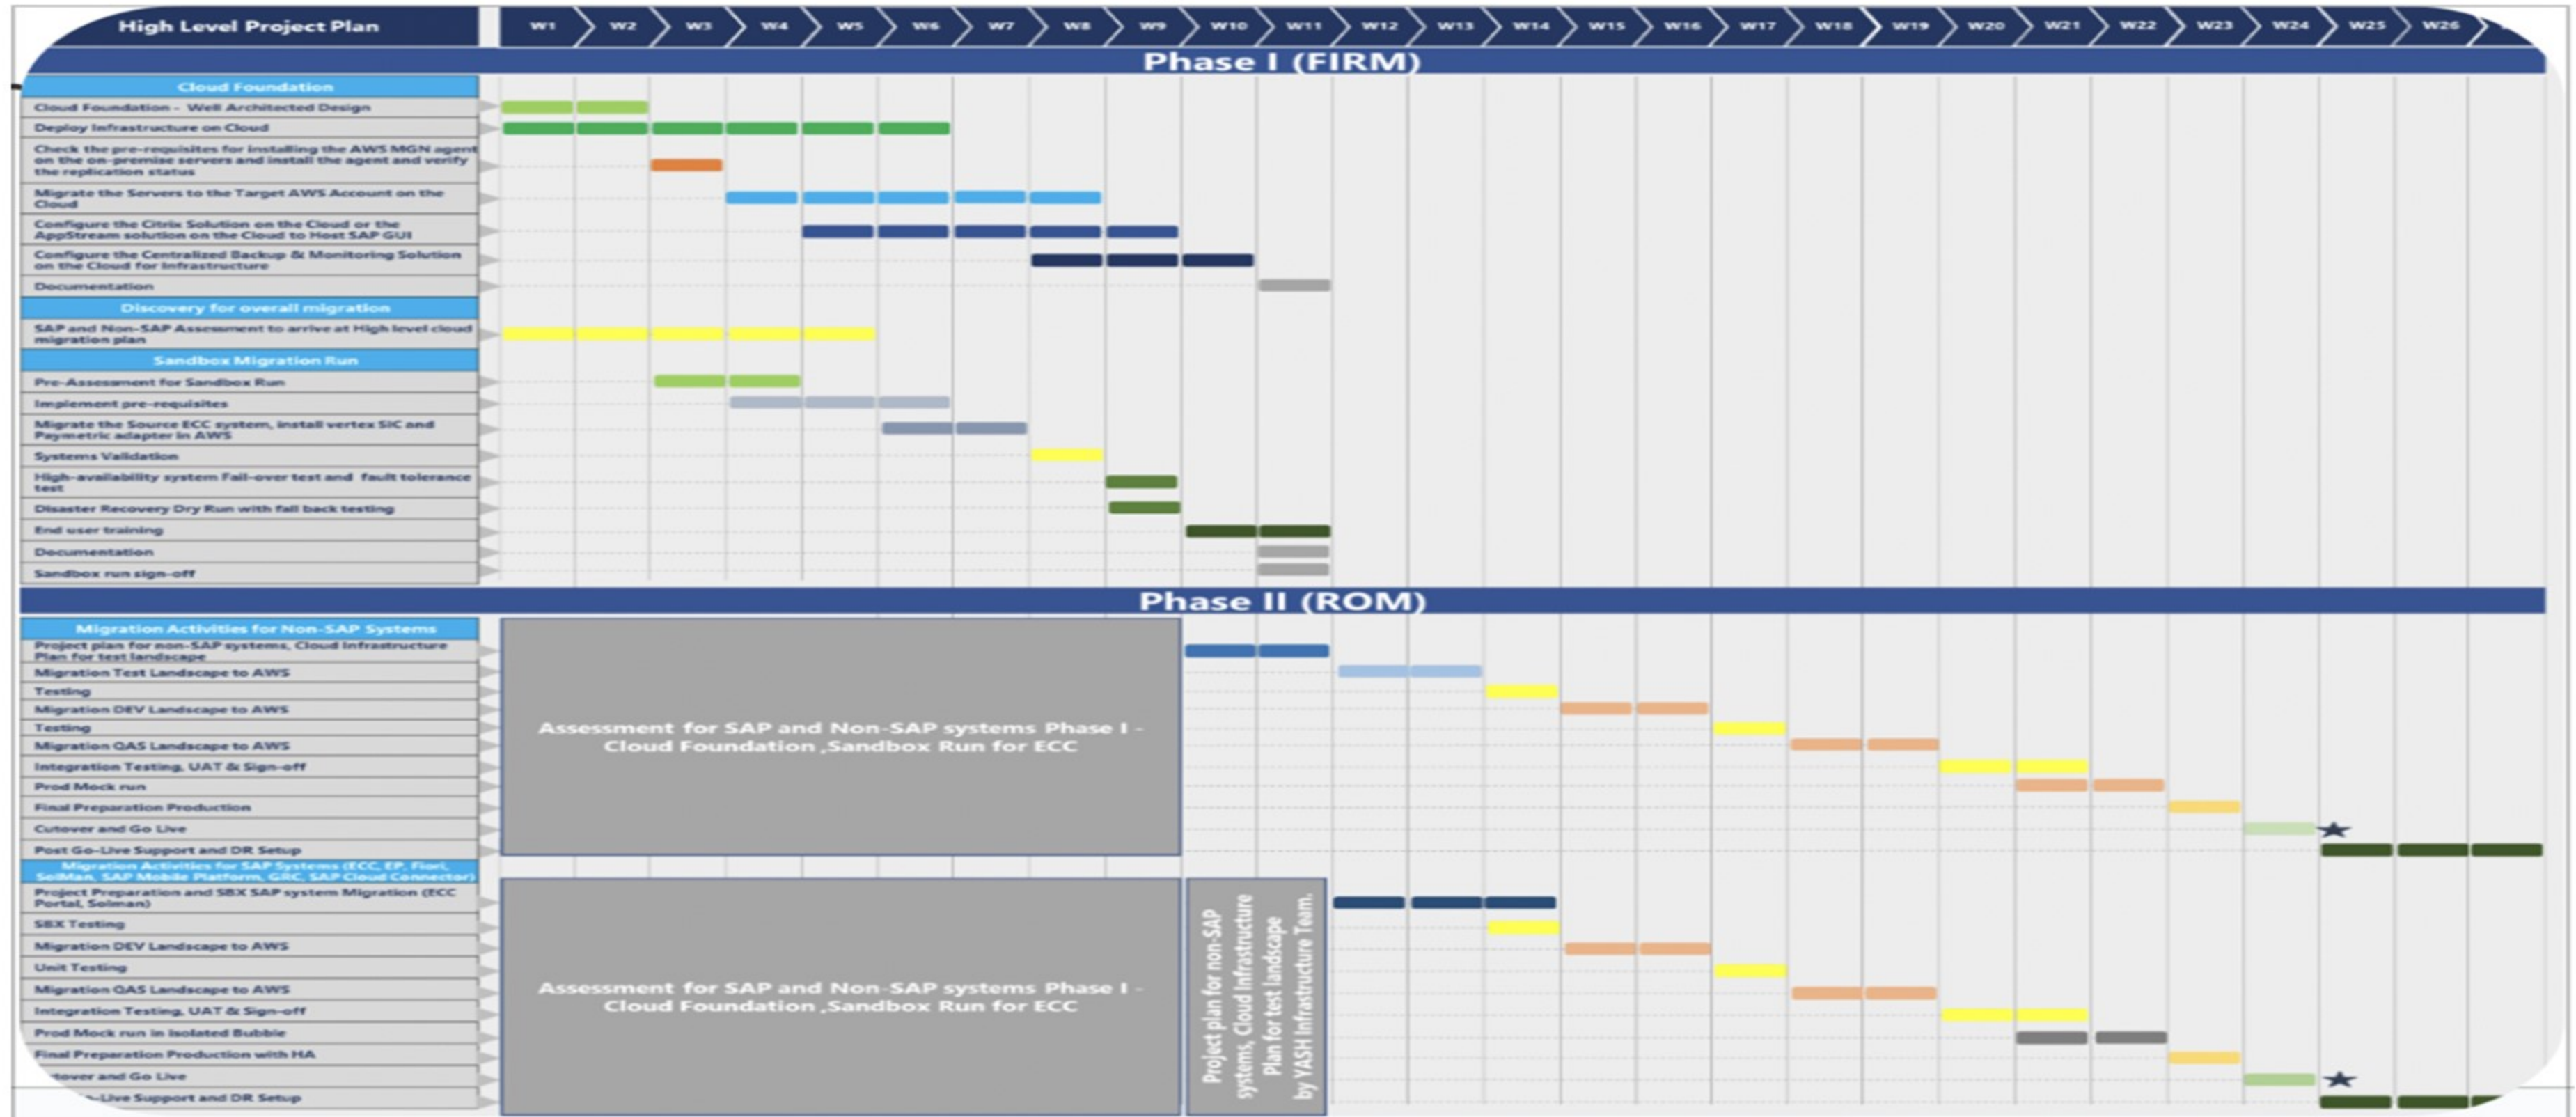 High Level Project Plan
W1 W2 W3 W4 W5 W6 W7 W8 W9 W10 W11 W12 W13 W14 W15 W16 W17 W18 W19 W20 W21 W22 W23 W24 W25 W26
Phase I (FIRM)
Cloud Foundation
Cloud Foundation - Well Architected Design
Deploy Infrastructure on Cloud
Check the pre-requisites for installing the AWS MGN agent
on the on-premise servers and install the agent and verify
the replication status
Migrate the Servers to the Target AWS Account on the
Cloud
Configure the Citrix Solution on the Cloud or the
AppStream solution on the Cloud to Host SAP GUI
Configure the Centralized Backup & Monitoring Solution
on the Cloud for Infrastructure
Documentation
Discovery for overall migration
SAP and Non-SAP Assessment to arrive at High level cloud
migration plan
Sandbox Migration Run
Pre-Assessment for Sandbox Run
Implement pre-requisites
Migrate the Source ECC system, install vertex SIC and
Paymetric adapter in AWS
Systems Validation
High-availability system Fail-over test and fault tolerance
test
Disaster Recovery Dry Run with fall back testing
End user training
Documentation
Sandbox run sign-off
Phase II (ROM)
Migration Activities for Non-SAP Systems
Project plan for non-SAP systems, Cloud Infrastructure
Plan for test landscape
Migration Test Landscape to AWS
Testing
Migration DEV Landscape to AWS
Testing
Migration QAS Landscape to AWS
Integration Testing, UAT & Sign-off
Prod Mock run
Final Preparation Production
Cutover and Go Live
Post Go-Live Support and DR Setup
Assessment for SAP and Non-SAP systems Phase I -
Cloud Foundation ,Sandbox Run for ECC
Migration Activities for SAP Systems (ECC, EP, Fiori,
SolMan, SAP Mobile Platform, GRC, SAP Cloud Connector)
Project Preparation and SBX SAP system Migration (ECC
Portal, Solman)
SBX Testing
Migration DEV Landscape to AWS
Unit Testing
Migration QAS Landscape to AWS
Integration Testing, UAT & Sign-off
Prod Mock run in Isolated Bubble
Final Preparation Production with HA
tover and Go Live
-Live Support and DR Setup
Assessment for SAP and Non-SAP systems Phase I -
Cloud Foundation ,Sandbox Run for ECC
Project plan for non-SAP
systems, Cloud Infrastructure
Plan for test landscape
by YASH Infrastructure Team.